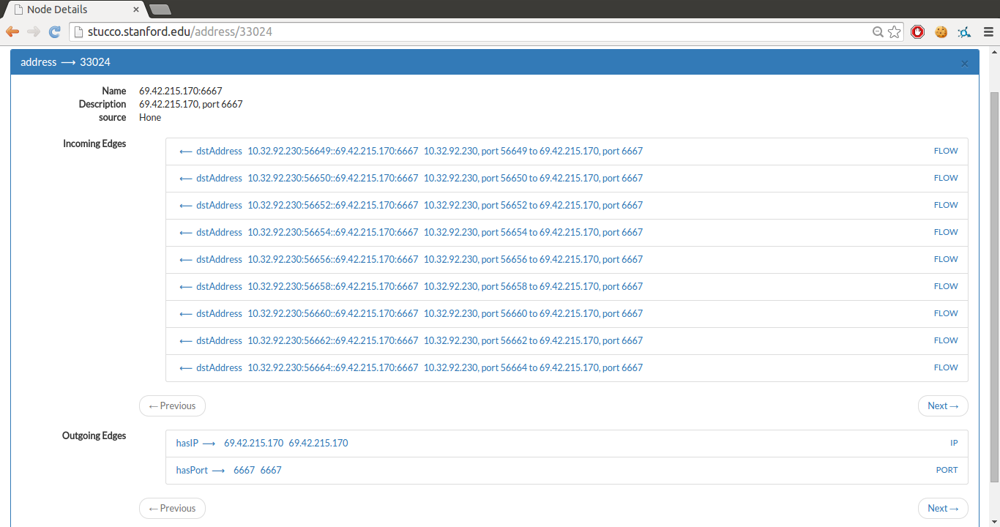 Node Details
stucco.stanford.edu/address/33024
address ⟶ 33024 ×
Name 69.42.215.170:6667
Description 69.42.215.170, port 6667
source Hone
Incoming Edges
⟵ dstAddress 10.32.92.230:56649::69.42.215.170:6667 10.32.92.230, port 56649 to 69.42.215.170, port 6667 FLOW
⟵ dstAddress 10.32.92.230:56650::69.42.215.170:6667 10.32.92.230, port 56650 to 69.42.215.170, port 6667 FLOW
⟵ dstAddress 10.32.92.230:56652::69.42.215.170:6667 10.32.92.230, port 56652 to 69.42.215.170, port 6667 FLOW
⟵ dstAddress 10.32.92.230:56654::69.42.215.170:6667 10.32.92.230, port 56654 to 69.42.215.170, port 6667 FLOW
⟵ dstAddress 10.32.92.230:56656::69.42.215.170:6667 10.32.92.230, port 56656 to 69.42.215.170, port 6667 FLOW
⟵ dstAddress 10.32.92.230:56658::69.42.215.170:6667 10.32.92.230, port 56658 to 69.42.215.170, port 6667 FLOW
⟵ dstAddress 10.32.92.230:56660::69.42.215.170:6667 10.32.92.230, port 56660 to 69.42.215.170, port 6667 FLOW
⟵ dstAddress 10.32.92.230:56662::69.42.215.170:6667 10.32.92.230, port 56662 to 69.42.215.170, port 6667 FLOW
⟵ dstAddress 10.32.92.230:56664::69.42.215.170:6667 10.32.92.230, port 56664 to 69.42.215.170, port 6667 FLOW
← Previous Next →
Outgoing Edges
hasIP ⟶ 69.42.215.170 69.42.215.170 IP
hasPort ⟶ 6667 6667 PORT
← Previous Next →